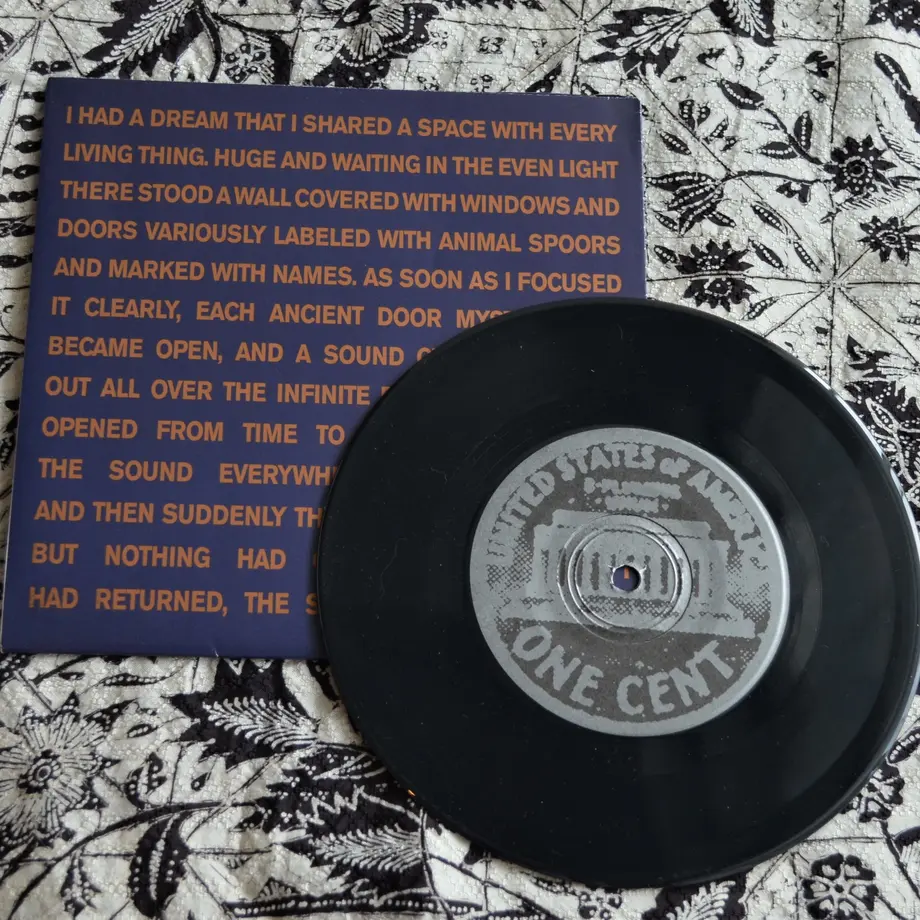 I HAD A DREAM THAT I SHARED A SPACE WITH EVERY
LIVING THING. HUGE AND WAITING IN THE EVEN LIGHT
THERE STOOD A WALL COVERED WITH WINDOWS AND
DOORS VARIOUSLY LABELED WITH ANIMAL SPOORS
AND MARKED WITH NAMES. AS SOON AS I FOCUSED
IT CLEARLY, EACH ANCIENT DOOR
BECAME OPEN, AND A SOUND
OUT ALL OVER THE INFINITE
OPENED FROM TIME TO
THE SOUND
AND THEN SUDDENLY
BUT NOTHING HAD
HAD RETURNED, THE
UNITED STATES OF AMERICA
E PLURIBUS
UNUM
ONE CENT